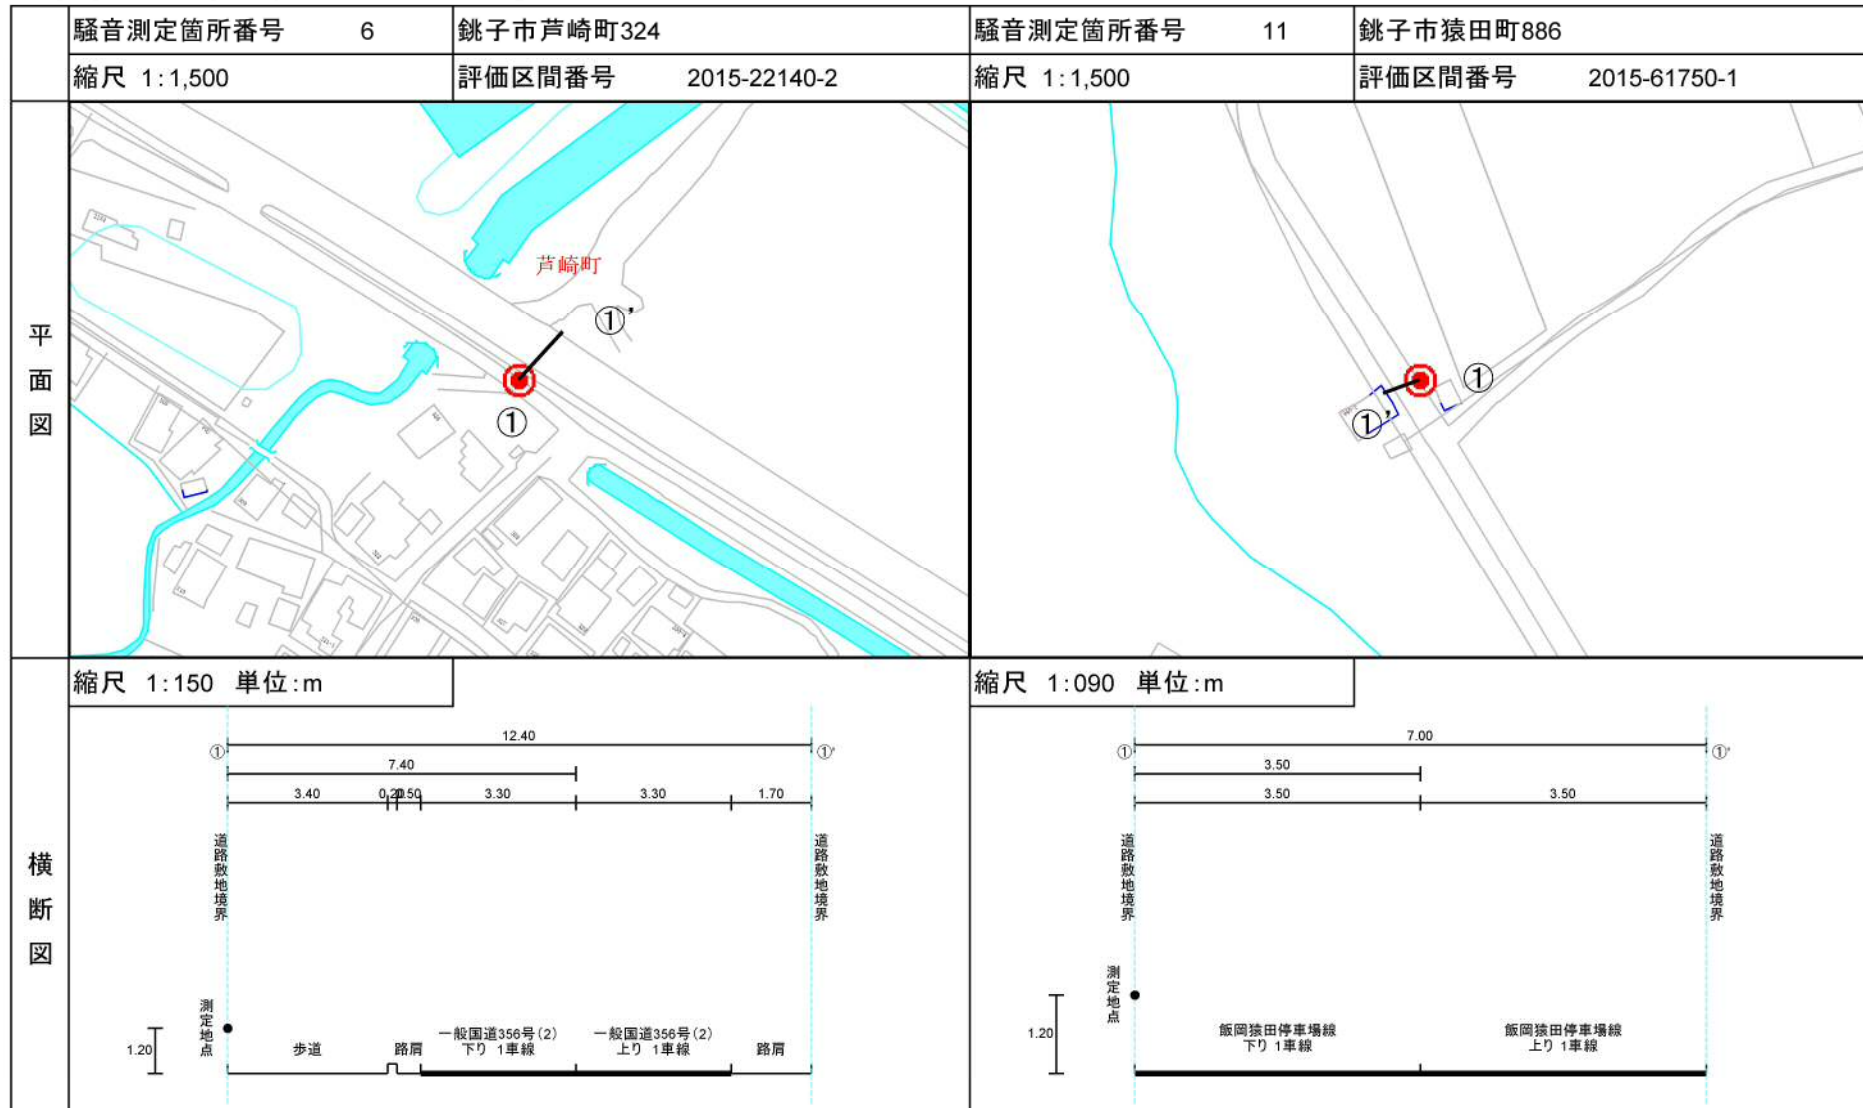 騒音測定箇所番号 6 銚子市芦崎町324
縮尺 1:1,500 評価区間番号 2015-22140-2
騒音測定箇所番号 11 銚子市猿田町886
縮尺 1:1,500 評価区間番号 2015-61750-1
平面図
芦崎町
①’
①
①
①’
横断図
縮尺 1:150 単位:m
12.40
① ①’
7.40
3.40 0.20 0.50 3.30 3.30 1.70
道路敷地境界
道路敷地境界
測定地点
1.20
歩道
路肩
一般国道356号(2)
下り 1車線
一般国道356号(2)
上り 1車線
路肩
縮尺 1:090 単位:m
7.00
① ①’
3.50
3.50 3.50
道路敷地境界
道路敷地境界
測定地点
1.20
飯岡猿田停車場線
下り 1車線
飯岡猿田停車場線
上り 1車線